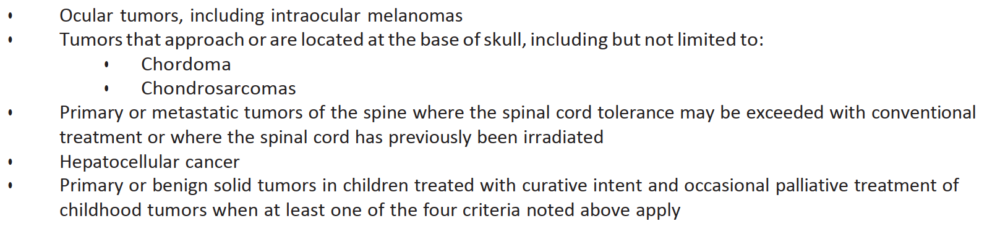 • Ocular tumors, including intraocular melanomas
• Tumors that approach or are located at the base of skull, including but not limited to:
• Chordoma
• Chondrosarcomas
• Primary or metastatic tumors of the spine where the spinal cord tolerance may be exceeded with conventional
treatment or where the spinal cord has previously been irradiated
• Hepatocellular cancer
• Primary or benign solid tumors in children treated with curative intent and occasional palliative treatment of
childhood tumors when at least one of the four criteria noted above apply